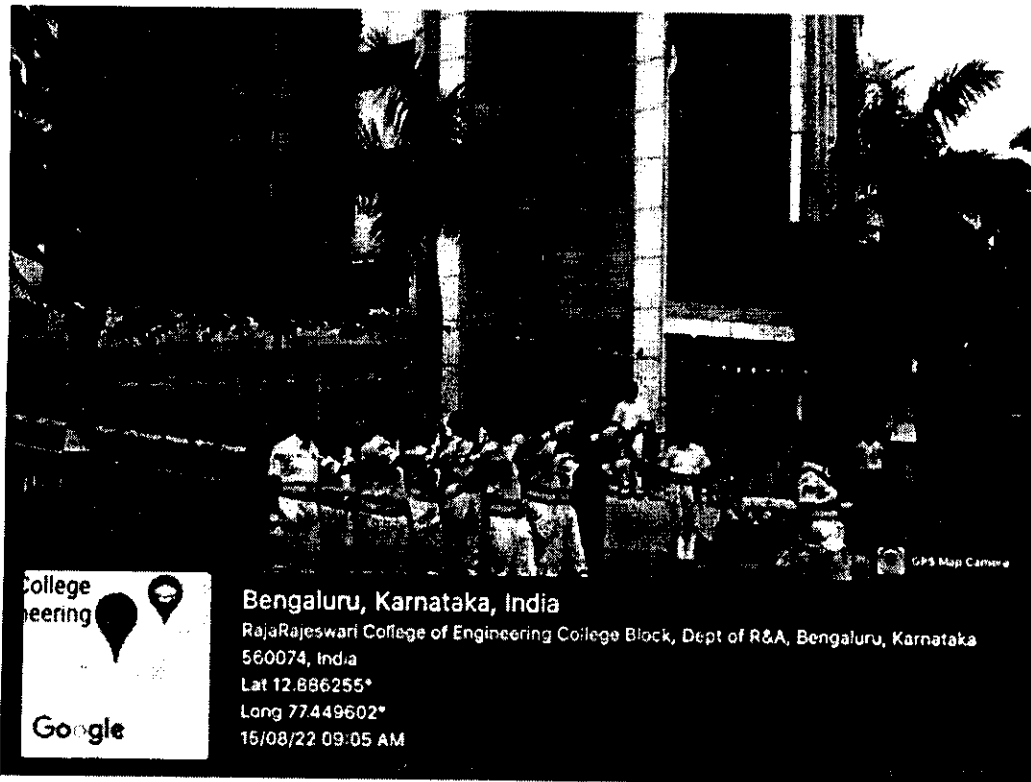 GPS Map Camera
College
neering
Google
Bengaluru, Karnataka, India
RajaRajeswari College of Engineering College Block, Dept of R&A, Bengaluru, Karnataka
560074, India
Lat 12.886255°
Long 77.449602°
15/08/22 09:05 AM